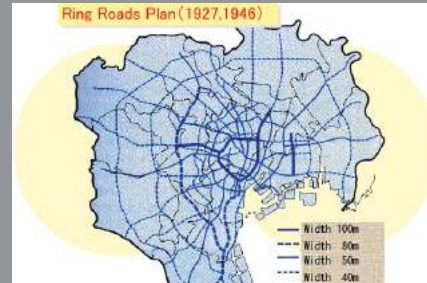 Ring Roads Plan(1927,1946)
Width 100m
Width 80m
Width 50m
Width 40m